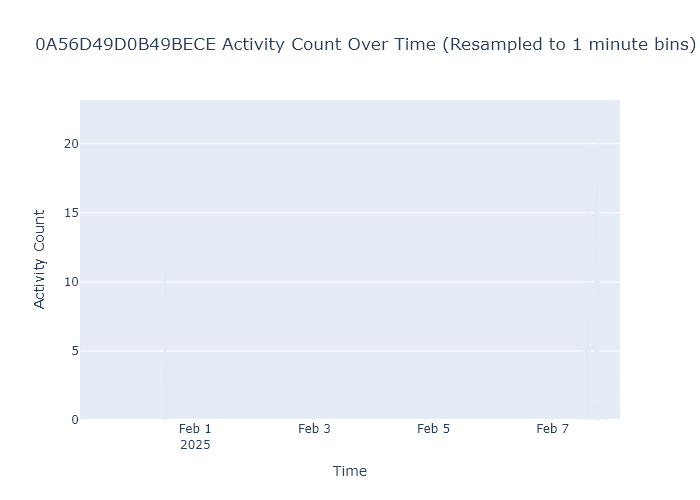 0A56D49D0B49BECE Activity Count Over Time (Resampled to 1 minute bins)
Activity Count
20
15
10
5
0
Feb 1
2025
Feb 3
Feb 5
Feb 7
Time